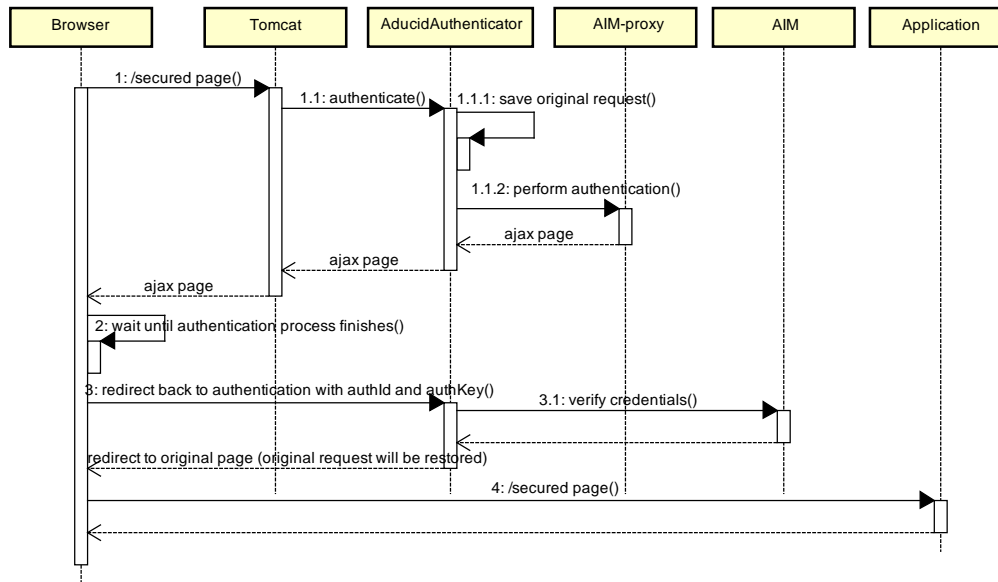 Browser
Tomcat
AducidAuthenticator
AIM-proxy
AIM
Application
1: /secured page()
1.1: authenticate()
1.1.1: save original request()
1.1.2: perform authentication()
ajax page
ajax page
ajax page
2: wait until authentication process finishes()
3: redirect back to authentication with authId and authKey()
3.1: verify credentials()
redirect to original page (original request will be restored)
4: /secured page()